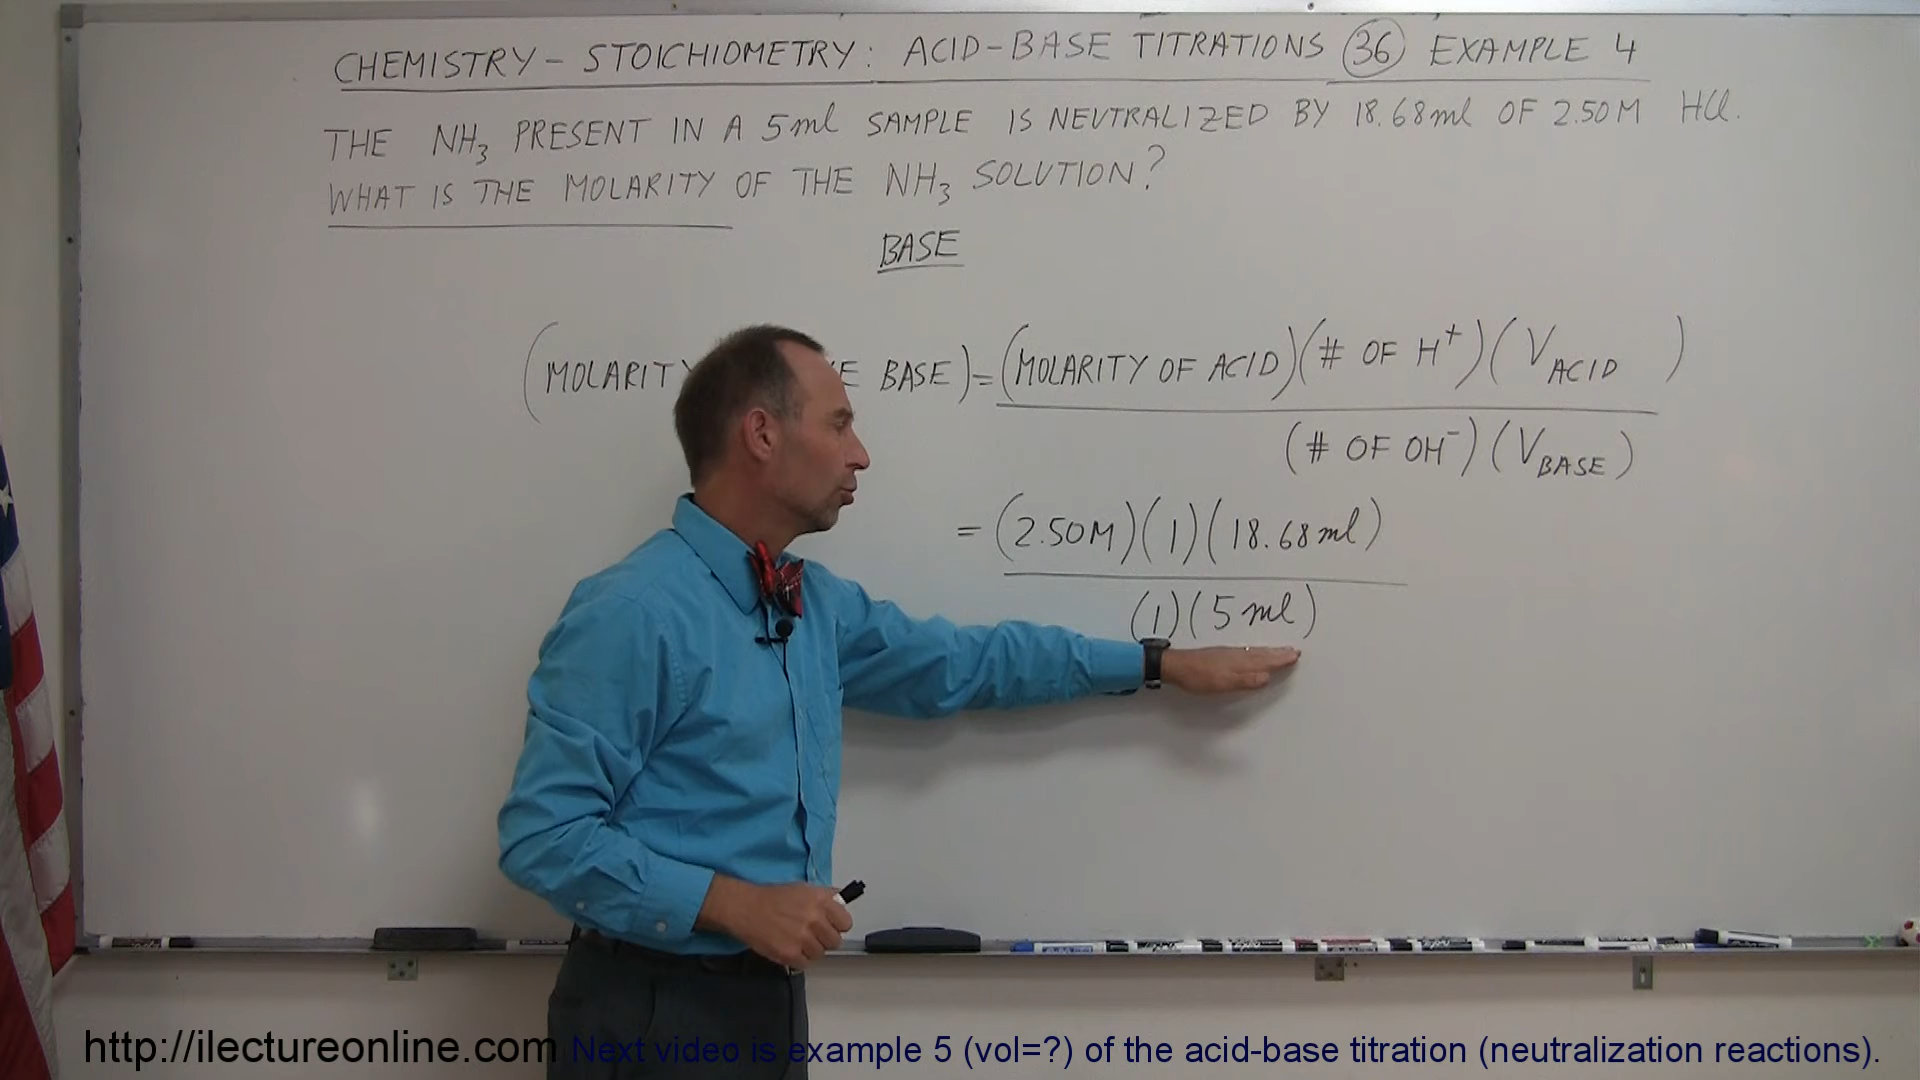 CHEMISTRY - STOICHIOMETRY: ACID-BASE TITRATIONS 36 EXAMPLE 4
THE NH₃ PRESENT IN A 5ml SAMPLE IS NEUTRALIZED BY 18.68ml OF 2.50M HCl.
WHAT IS THE MOLARITY OF THE NH₃ SOLUTION?
BASE
(MOLARIT E BASE) = (MOLARITY OF ACID)(# OF H⁺)(V ACID )
(# OF OH⁻)(V BASE)
= (2.50M)(1)(18.68ml)
(1)(5ml)
http://ilectureonline.com Next video is example 5 (vol=?) of the acid-base titration (neutralization reactions).